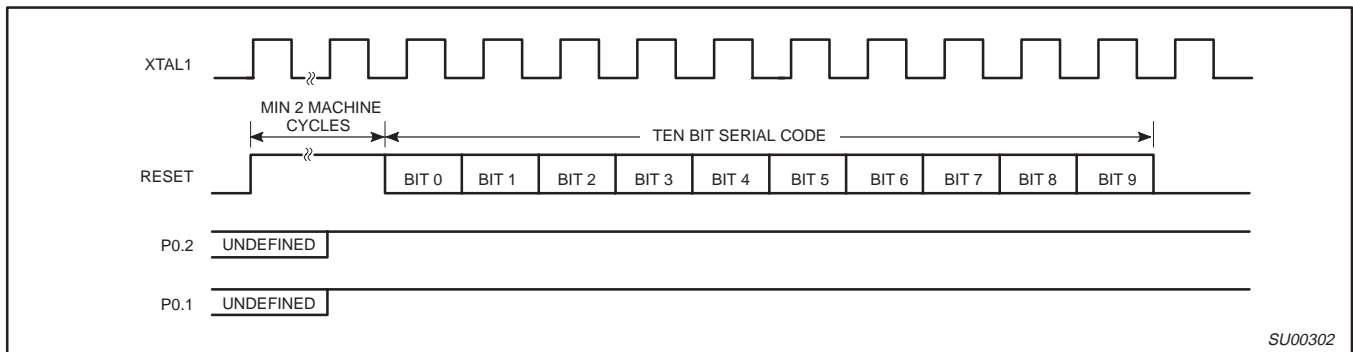 XTAL1
MIN 2 MACHINE
CYCLES
TEN BIT SERIAL CODE
RESET
BIT 0 BIT 1 BIT 2 BIT 3 BIT 4 BIT 5 BIT 6 BIT 7 BIT 8 BIT 9
P0.2 UNDEFINED
P0.1 UNDEFINED
SU00302